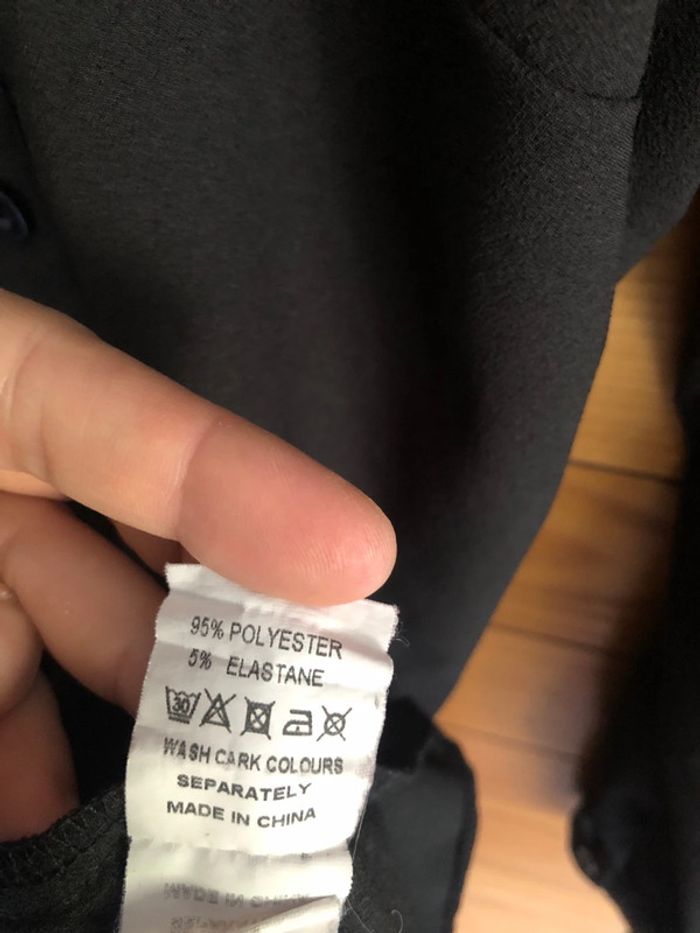 95% POLYESTER
5% ELASTANE
30
WASH CARK COLOURS
SEPARATELY
MADE IN CHINA